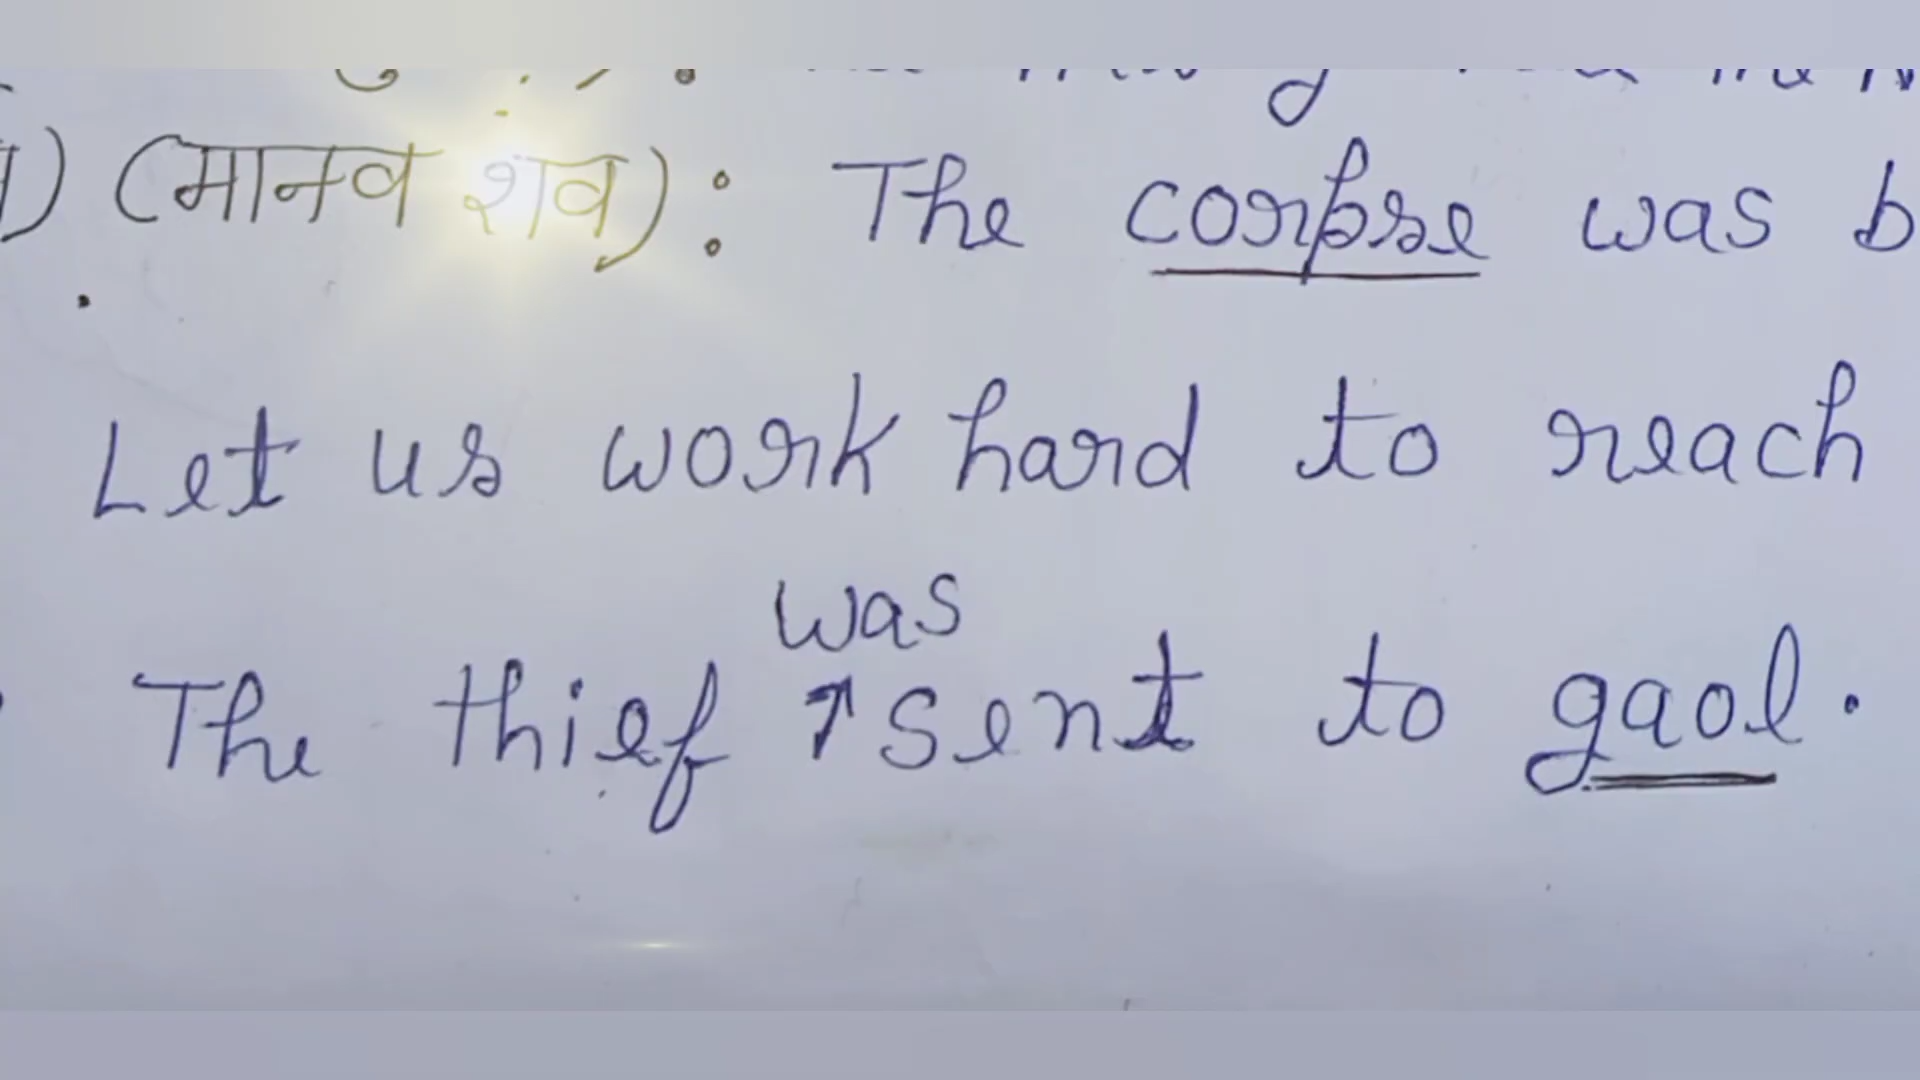 (मानव शव): The corpse was
Let us work hard to reach
was
The thief ↑ sent to gaol.